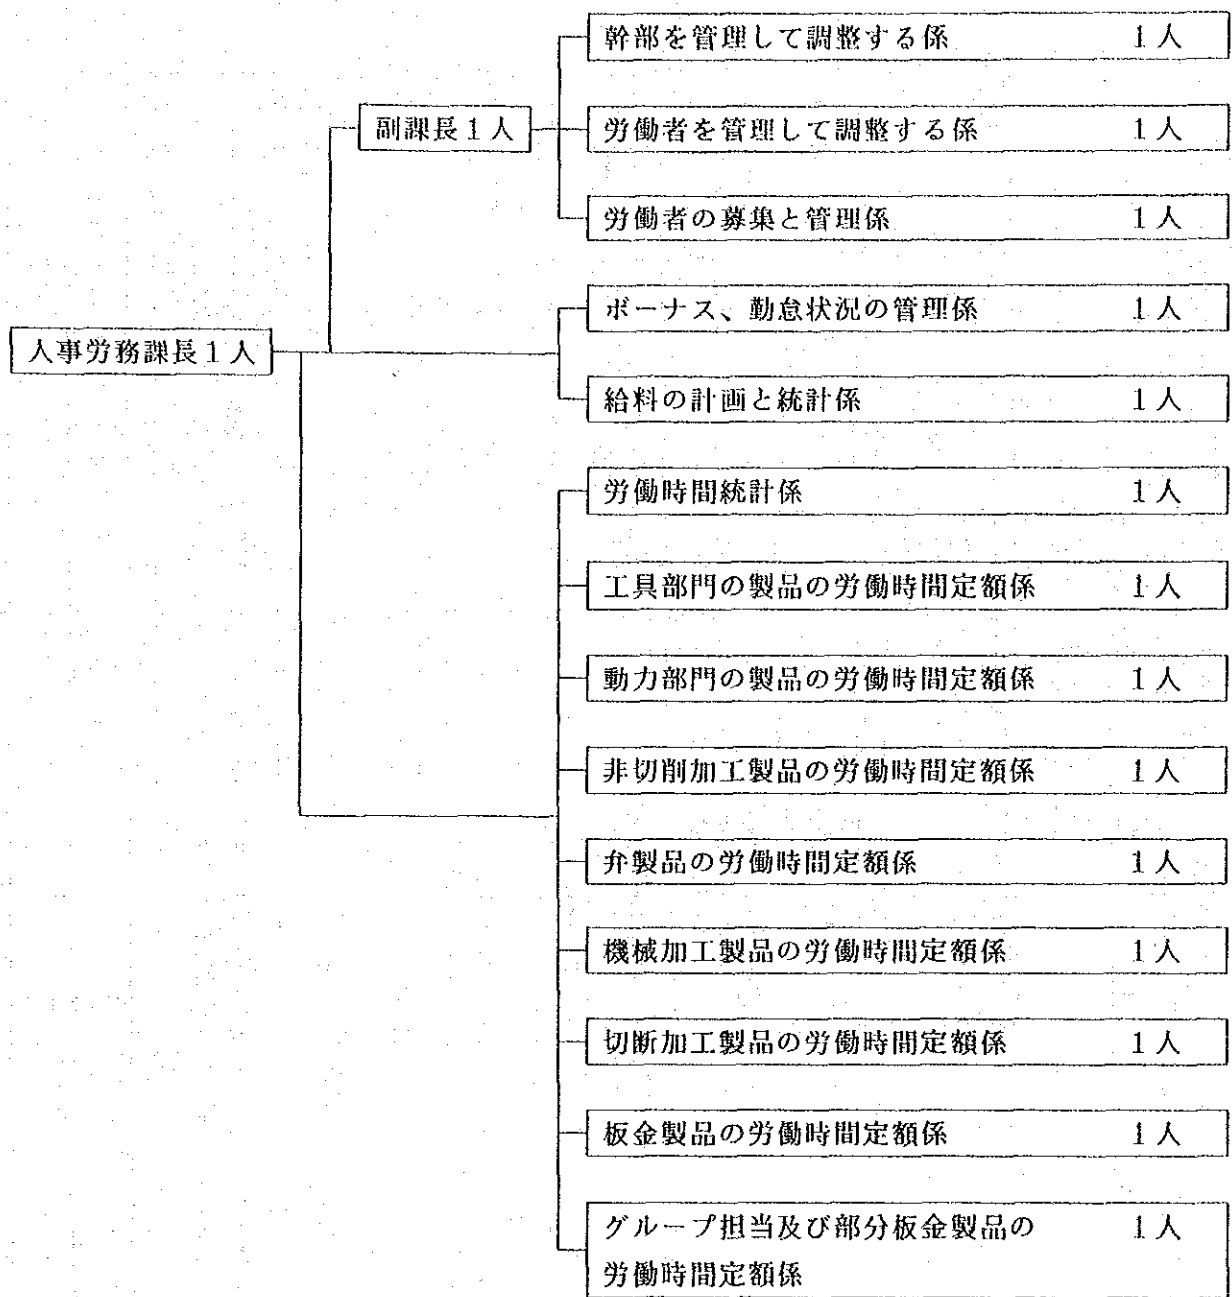 幹部を管理して調整する係 1人
副課長1人
労働者を管理して調整する係 1人
労働者の募集と管理係 1人
ボーナス、勤怠状況の管理係 1人
人事労務課長1人
給料の計画と統計係 1人
労働時間統計係 1人
工具部門の製品の労働時間定額係 1人
動力部門の製品の労働時間定額係 1人
非切削加工製品の労働時間定額係 1人
弁製品の労働時間定額係 1人
機械加工製品の労働時間定額係 1人
切断加工製品の労働時間定額係 1人
板金製品の労働時間定額係 1人
グループ担当及び部分板金製品の 1人
労働時間定額係